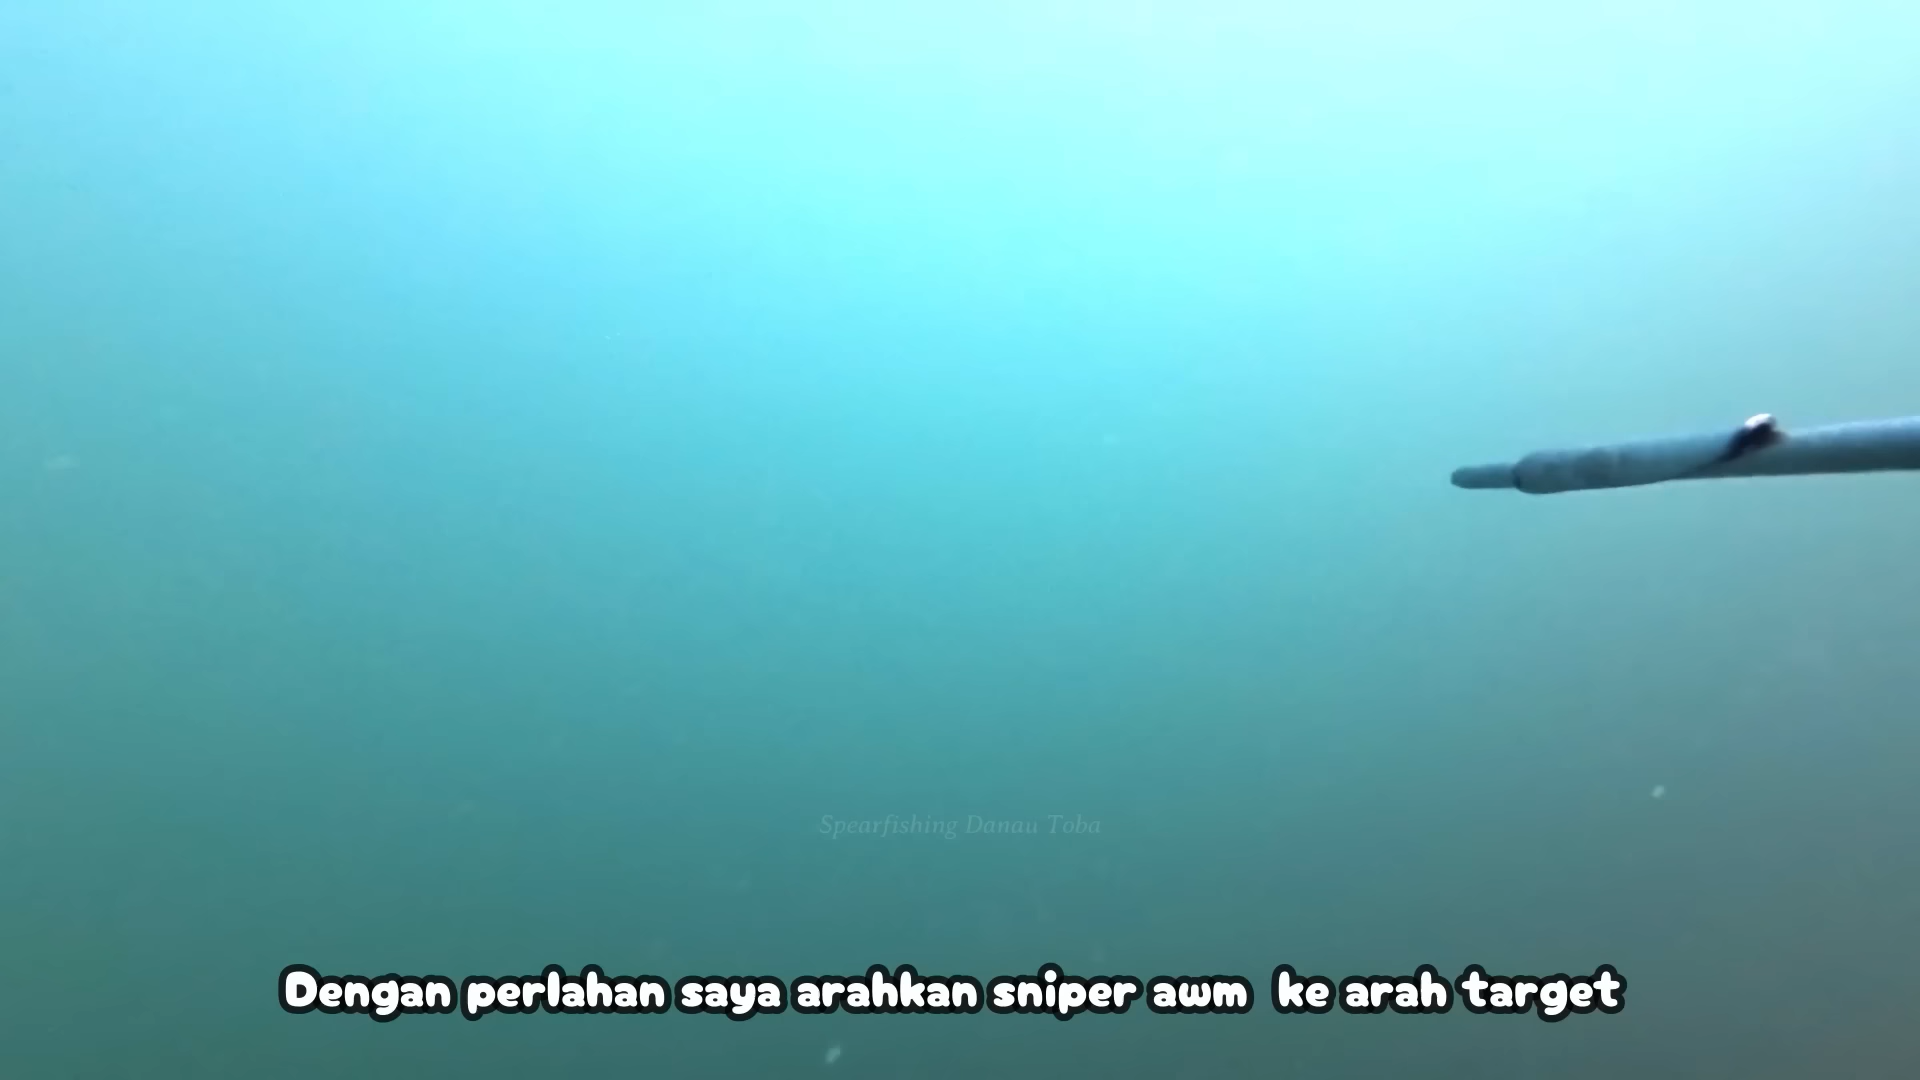 Spearfishing Danau Toba
Dengan perlahan saya arahkan sniper awm ke arah target